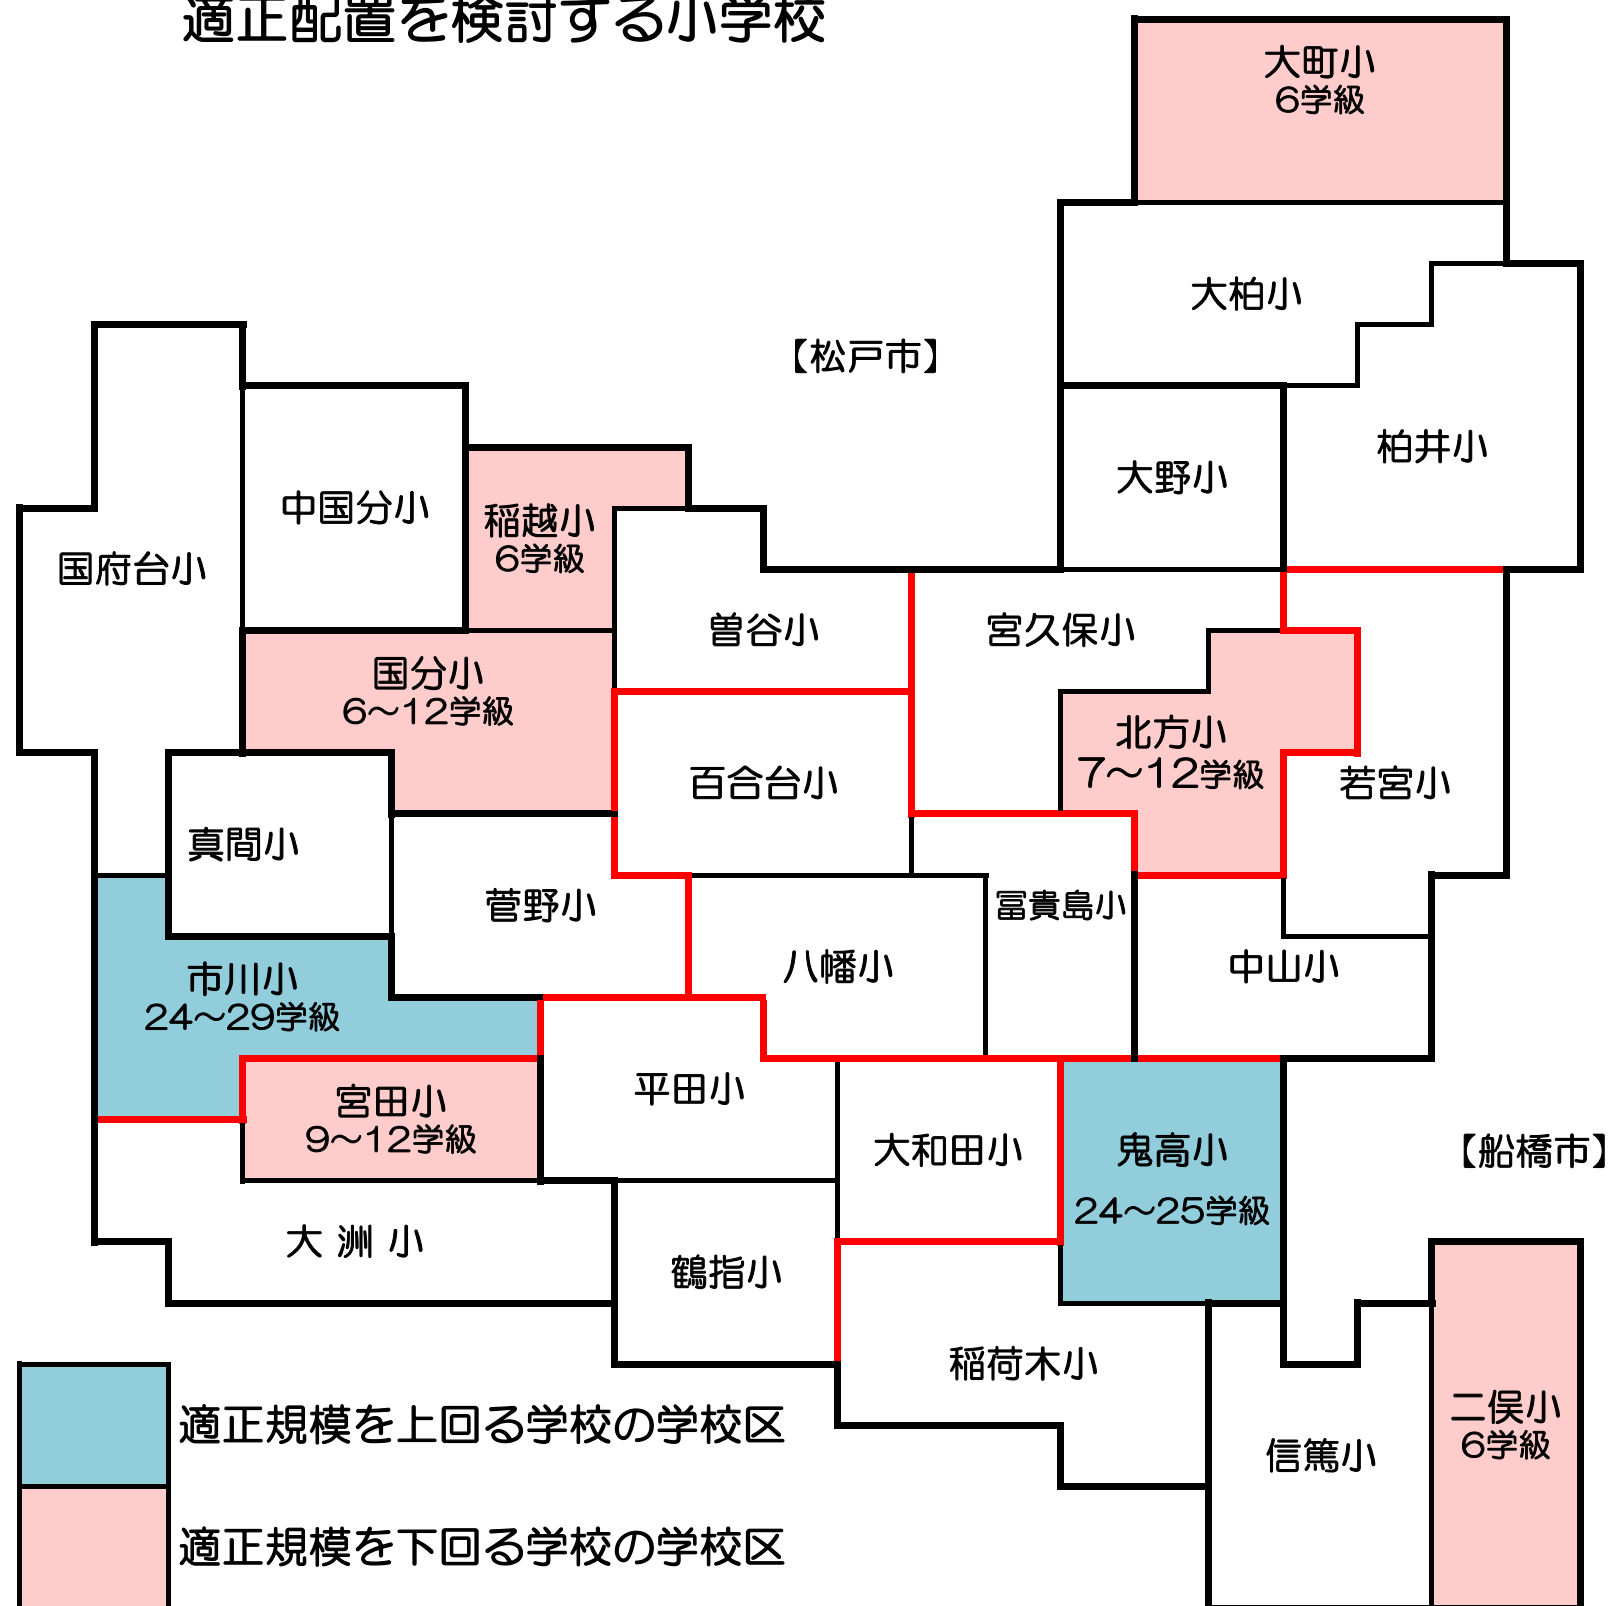 適正配置を検討する小学校
大町小
6学級
大柏小
【松戸市】
柏井小
大野小
中国分小
稲越小
6学級
国府台小
曽谷小
宮久保小
国分小
6～12学級
北方小
7～12学級
百合台小
若宮小
真間小
菅野小
冨貴島小
八幡小
中山小
市川小
24～29学級
平田小
宮田小
9～12学級
大和田小
鬼高小
24～25学級
【船橋市】
大 洲 小
鶴指小
稲荷木小
二俣小
6学級
信篤小
適正規模を上回る学校の学校区
適正規模を下回る学校の学校区